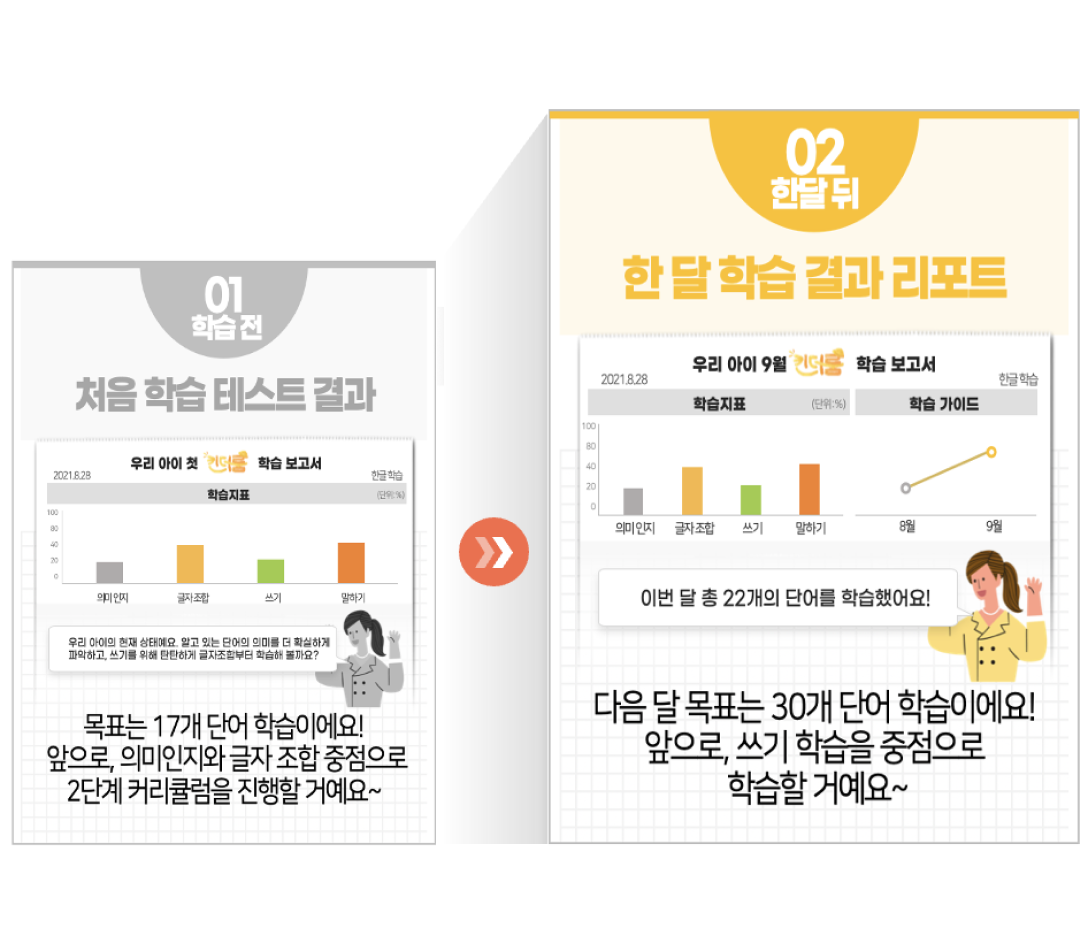 01
학습 전
처음 학습 테스트 결과
우리 아이 첫 킨더룽 학습 보고서
2021.8.28
한글 학습
학습지표
(단위:%)
100
80
40
20
0
의미 인지
글자 조합
쓰기
말하기
우리 아이의 현재 상태예요. 알고 있는 단어의 의미를 더 확실하게
파악하고, 쓰기를 위해 탄탄하게 글자조합부터 학습해 볼까요?
목표는 17개 단어 학습이에요!
앞으로, 의미인지와 글자 조합 중점으로
2단계 커리큘럼을 진행할 거예요~
02
한달 뒤
한 달 학습 결과 리포트
우리 아이 9월 킨더룽 학습 보고서
2021.8.28
한글 학습
학습지표
(단위:%)
학습 가이드
100
80
40
20
0
의미 인지
글자 조합
쓰기
말하기
8월
9월
이번 달 총 22개의 단어를 학습했어요!
다음 달 목표는 30개 단어 학습이에요!
앞으로, 쓰기 학습을 중점으로
학습할 거예요~